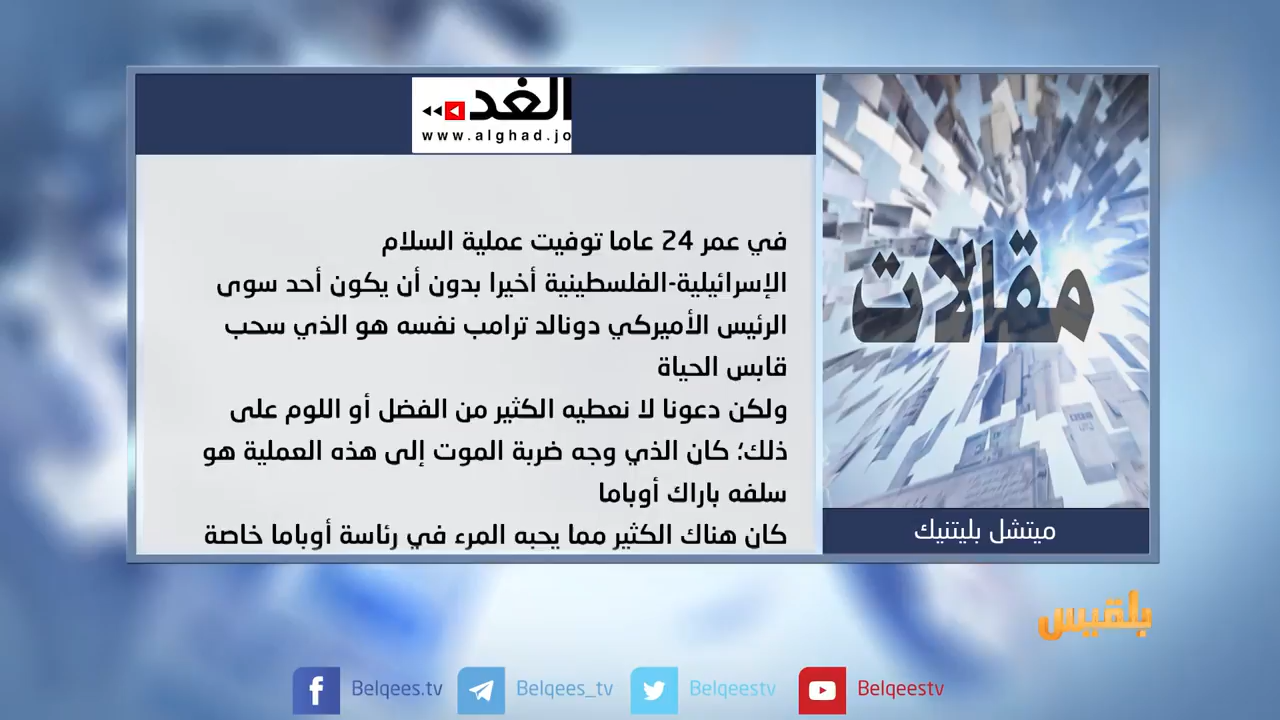 الغد
www.alghad.jo
في عمر 24 عاما توفيت عملية السلام
الإسرائيلية-الفلسطينية أخيرا بدون أن يكون أحد سوى
الرئيس الأميركي دونالد ترامب نفسه هو الذي سحب
قابس الحياة
ولكن دعونا لا نعطيه الكثير من الفضل أو اللوم على
ذلك؛ كان الذي وجه ضربة الموت إلى هذه العملية هو
سلفه باراك أوباما
كان هناك الكثير مما يحبه المرء في رئاسة أوباما خاصة
مقالات
ميتشل بليتنيك
بلقيس
Belqees.tv
Belqees_tv
Belqeestv
Belqeestv